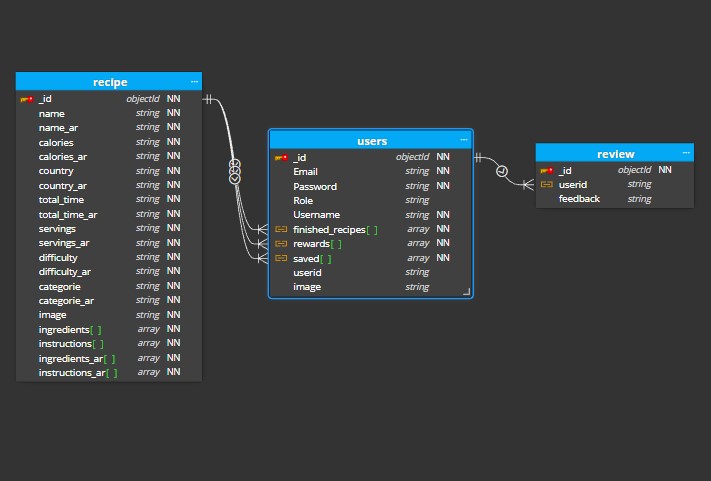 recipe ...
_id objectId NN
name string NN
name_ar string NN
calories string NN
calories_ar string NN
country string NN
country_ar string NN
total_time string NN
total_time_ar string NN
servings string NN
servings_ar string NN
difficulty string NN
difficulty_ar string NN
categorie string NN
categorie_ar string NN
image string NN
ingredients[ ] array NN
instructions[ ] array NN
ingredients_ar[ ] array NN
instructions_ar[ ] array NN
users ...
_id objectId NN
Email string NN
Password string NN
Role string
Username string NN
finished_recipes[ ] array NN
rewards[ ] array NN
saved[ ] array NN
userid string
image string
review ...
_id objectId NN
userid string
feedback string